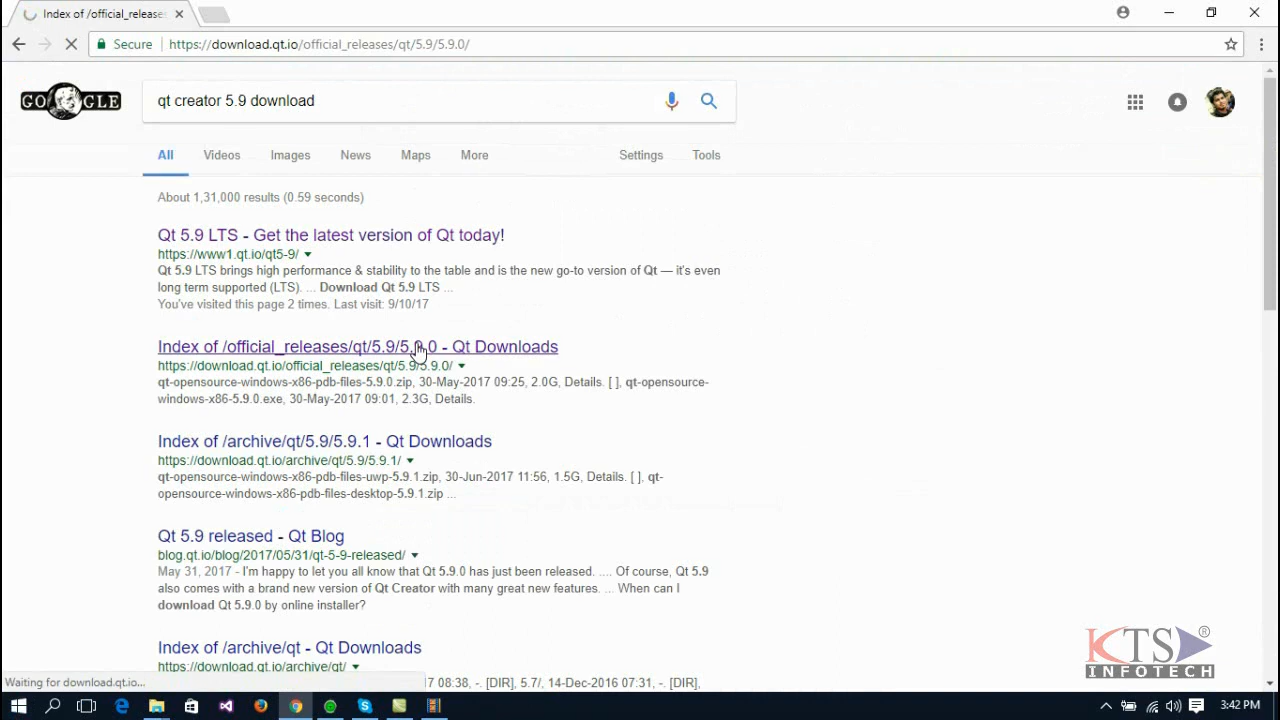 Index of /official_releases
Secure
https://download.qt.io/official_releases/qt/5.9/5.9.0/
GOOGLE
qt creator 5.9 download
All Videos Images News Maps More Settings Tools
About 1,31,000 results (0.59 seconds)
Qt 5.9 LTS - Get the latest version of Qt today!
https://www1.qt.io/qt5-9/
Qt 5.9 LTS brings high performance & stability to the table and is the new go-to version of Qt — it's even
long term supported (LTS). ... Download Qt 5.9 LTS ...
You've visited this page 2 times. Last visit: 9/10/17
Index of /official_releases/qt/5.9/5.9.0 - Qt Downloads
https://download.qt.io/official_releases/qt/5.9/5.9.0/
qt-opensource-windows-x86-pdb-files-5.9.0.zip, 30-May-2017 09:25, 2.0G, Details. [ ], qt-opensource-
windows-x86-5.9.0.exe, 30-May-2017 09:01, 2.3G, Details.
Index of /archive/qt/5.9/5.9.1 - Qt Downloads
https://download.qt.io/archive/qt/5.9/5.9.1/
qt-opensource-windows-x86-pdb-files-uwp-5.9.1.zip, 30-Jun-2017 11:56, 1.5G, Details. [ ], qt-
opensource-windows-x86-pdb-files-desktop-5.9.1.zip ...
Qt 5.9 released - Qt Blog
blog.qt.io/blog/2017/05/31/qt-5-9-released/
May 31, 2017 - I'm happy to let you all know that Qt 5.9.0 has just been released. .... Of course, Qt 5.9
also comes with a brand new version of Qt Creator with many great new features. ... When can I
download Qt 5.9.0 by online installer?
Index of /archive/qt - Qt Downloads
https://download.qt.io/archive/qt/
17 08:38, -. [DIR], 5.7/, 14-Dec-2016 07:31, -. [DIR],
Waiting for download.qt.io...
KTS®
INFOTECH
3:42 PM